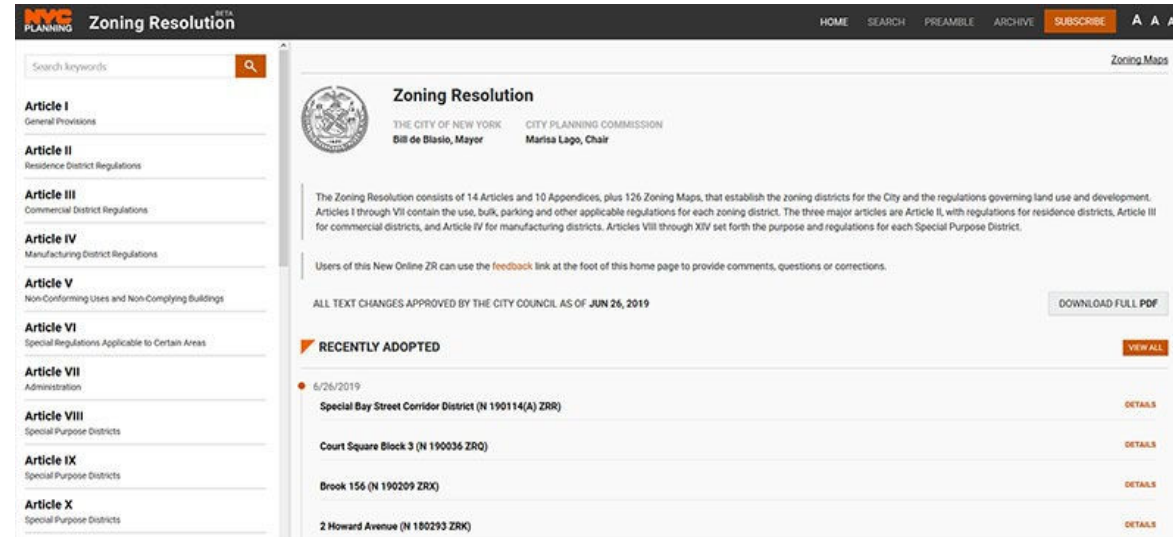 NYC
PLANNING
Zoning Resolution
BETA
HOME SEARCH PREAMBLE ARCHIVE SUBSCRIBE A A A
Search keywords
Article I
General Provisions
Article II
Residence District Regulations
Article III
Commercial District Regulations
Article IV
Manufacturing District Regulations
Article V
Non-Conforming Uses and Non-Complying Buildings
Article VI
Special Regulations Applicable to Certain Areas
Article VII
Administration
Article VIII
Special Purpose Districts
Article IX
Special Purpose Districts
Article X
Special Purpose Districts
Zoning Maps
Zoning Resolution
THE CITY OF NEW YORK CITY PLANNING COMMISSION
Bill de Blasio, Mayor Marisa Lago, Chair
The Zoning Resolution consists of 14 Articles and 10 Appendices, plus 126 Zoning Maps, that establish the zoning districts for the City and the regulations governing land use and development.
Articles I through VII contain the use, bulk, parking and other applicable regulations for each zoning district. The three major articles are Article II, with regulations for residence districts, Article III
for commercial districts, and Article IV for manufacturing districts. Articles VIII through XIV set forth the purpose and regulations for each Special Purpose District.
Users of this New Online ZR can use the feedback link at the foot of this home page to provide comments, questions or corrections.
ALL TEXT CHANGES APPROVED BY THE CITY COUNCIL AS OF JUN 26, 2019
DOWNLOAD FULL PDF
RECENTLY ADOPTED
VIEW ALL
6/26/2019
Special Bay Street Corridor District (N 190114(A) ZRR) DETAILS
Court Square Block 3 (N 190036 ZRQ) DETAILS
Brook 156 (N 190209 ZRX) DETAILS
2 Howard Avenue (N 180293 ZRK) DETAILS